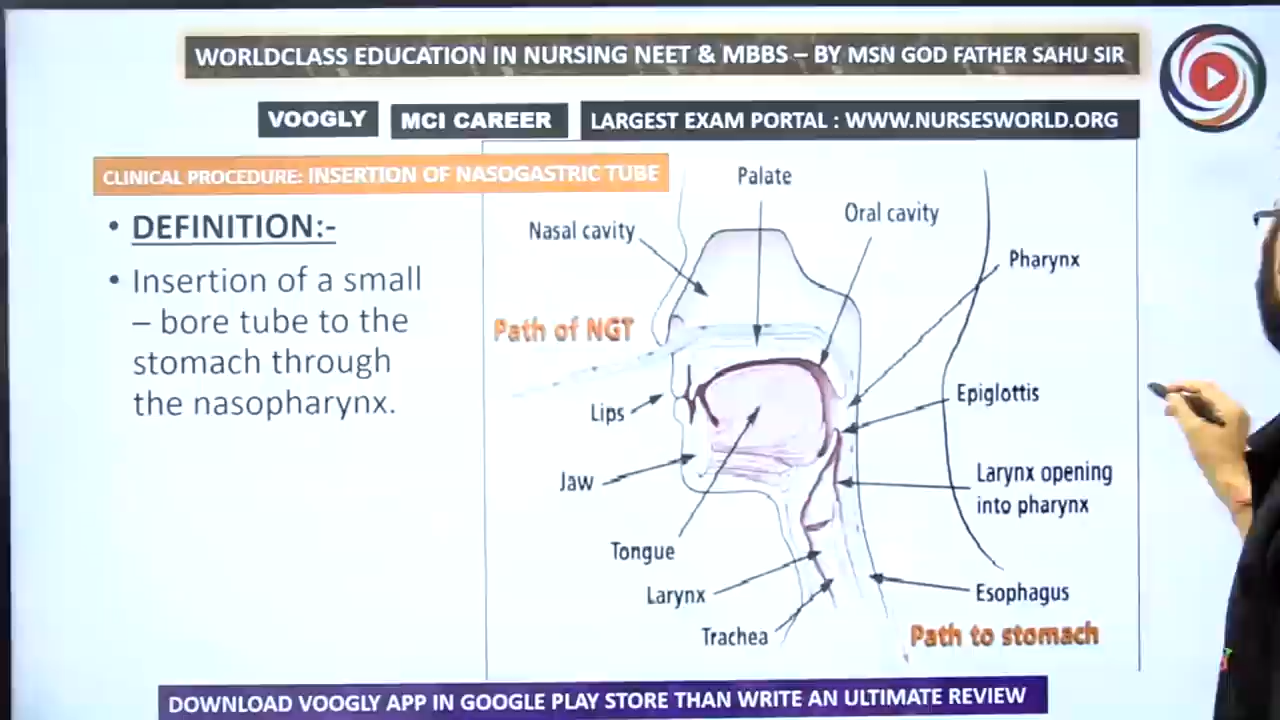 WORLDCLASS EDUCATION IN NURSING NEET & MBBS – BY MSN GOD FATHER SAHU SIR
VOOGLY
MCI CAREER
LARGEST EXAM PORTAL : WWW.NURSESWORLD.ORG
CLINICAL PROCEDURE: INSERTION OF NASOGASTRIC TUBE
• DEFINITION:-
• Insertion of a small
– bore tube to the
stomach through
the nasopharynx.
Palate
Oral cavity
Nasal cavity
Pharynx
Path of NGT
Epiglottis
Lips
Larynx opening
into pharynx
Jaw
Tongue
Larynx
Esophagus
Trachea
Path to stomach
DOWNLOAD VOOGLY APP IN GOOGLE PLAY STORE THAN WRITE AN ULTIMATE REVIEW